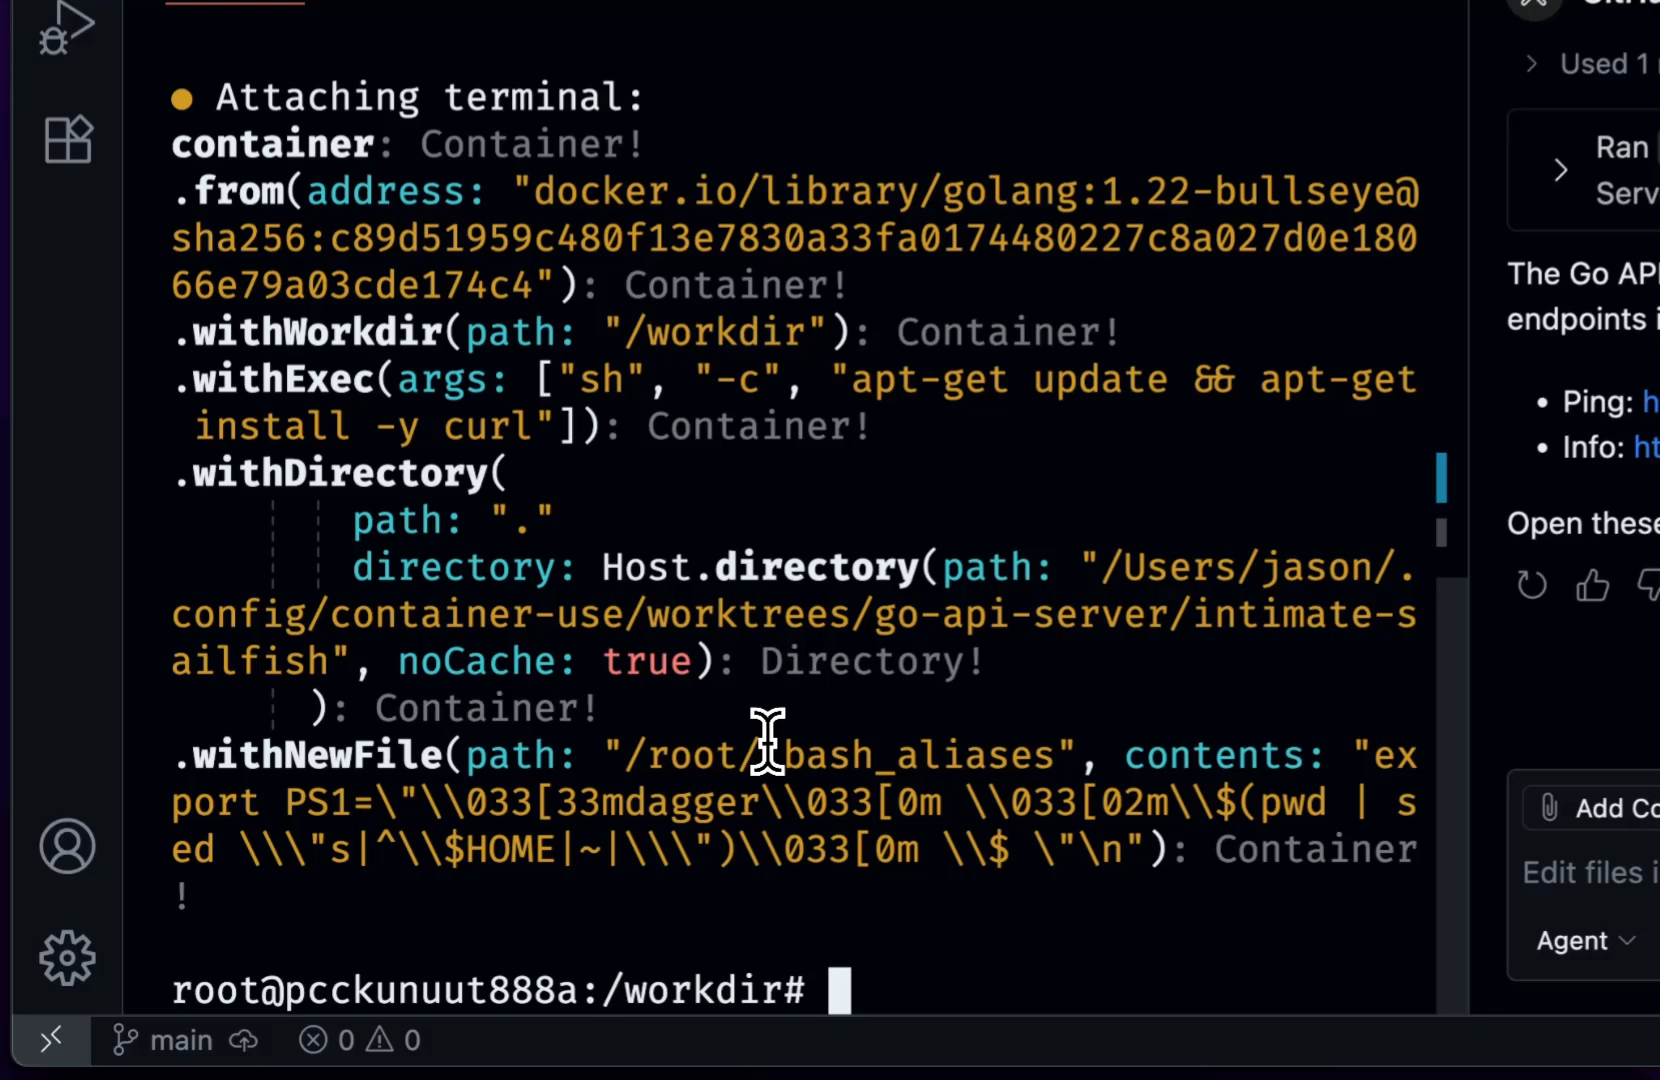 Used 1
● Attaching terminal:
container: Container!
.from(address: "docker.io/library/golang:1.22-bullseye@
sha256:c89d51959c480f13e7830a33fa0174480227c8a027d0e180
66e79a03cde174c4"): Container!
.withWorkdir(path: "/workdir"): Container!
.withExec(args: ["sh", "-c", "apt-get update && apt-get
install -y curl"]): Container!
.withDirectory(
path: "."
directory: Host.directory(path: "/Users/jason/.
config/container-use/worktrees/go-api-server/intimate-s
ailfish", noCache: true): Directory!
): Container!
.withNewFile(path: "/root/.bash_aliases", contents: "ex
port PS1=\"\\033[33mdagger\\033[0m \\033[02m\\$(pwd | s
ed \\\"s|^\\$HOME|~|\\\")\\033[0m \\$ \"\n"): Container
!
root@pcckunuut888a:/workdir#
main
0
0
Ran
Serv
The Go API
endpoints i
• Ping: h
• Info: ht
Open these
Add Co
Edit files i
Agent